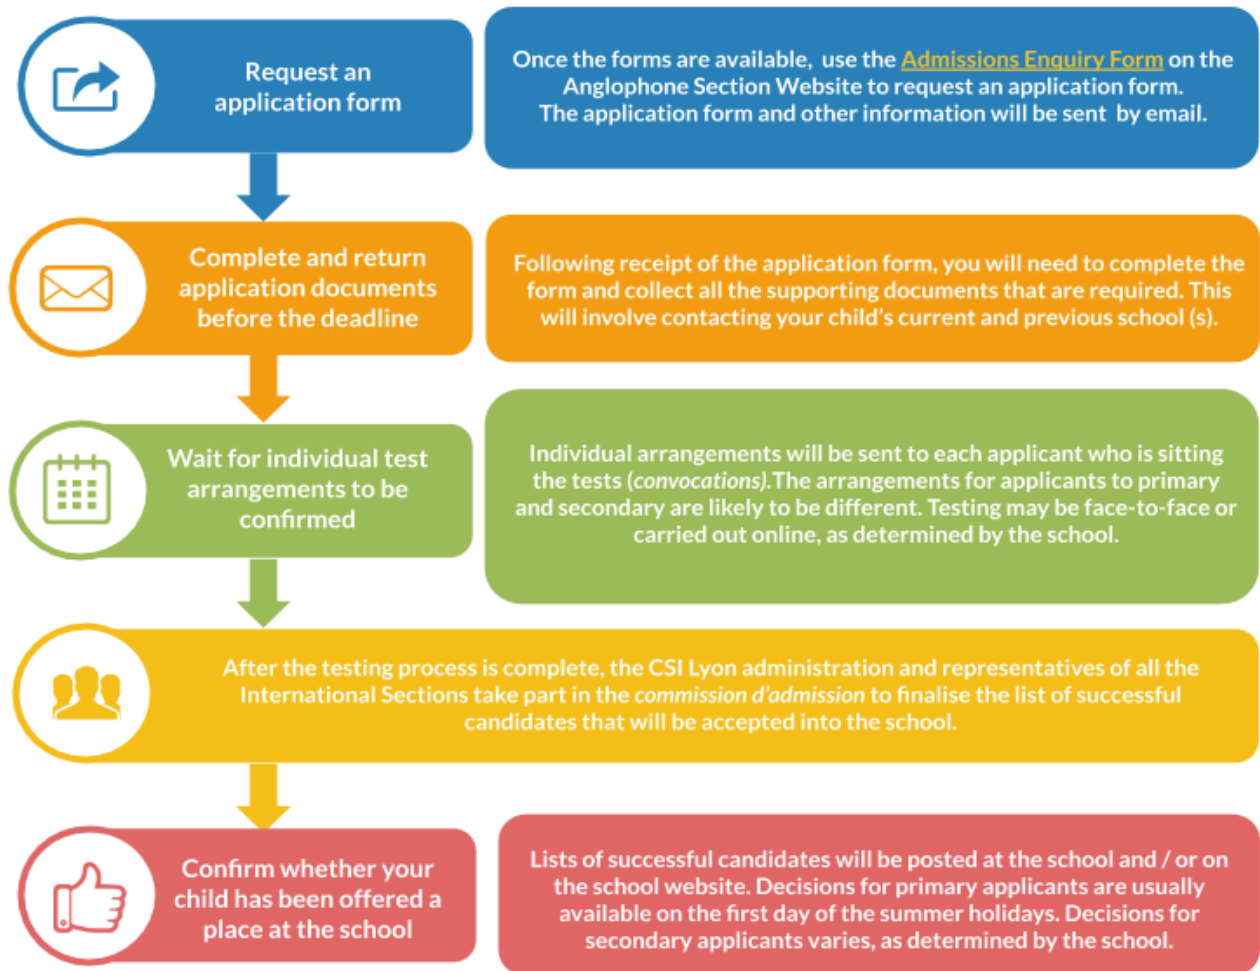 Request an
application form
Once the forms are available, use the Admissions Enquiry Form on the
Anglophone Section Website to request an application form.
The application form and other information will be sent by email.
Complete and return
application documents
before the deadline
Following receipt of the application form, you will need to complete the
form and collect all the supporting documents that are required. This
will involve contacting your child's current and previous school (s).
Wait for individual test
arrangements to be
confirmed
Individual arrangements will be sent to each applicant who is sitting
the tests (convocations).The arrangements for applicants to primary
and secondary are likely to be different. Testing may be face-to-face or
carried out online, as determined by the school.
After the testing process is complete, the CSI Lyon administration and representatives of all the
International Sections take part in the commission d'admission to finalise the list of successful
candidates that will be accepted into the school.
Confirm whether your
child has been offered a
place at the school
Lists of successful candidates will be posted at the school and / or on
the school website. Decisions for primary applicants are usually
available on the first day of the summer holidays. Decisions for
secondary applicants varies, as determined by the school.